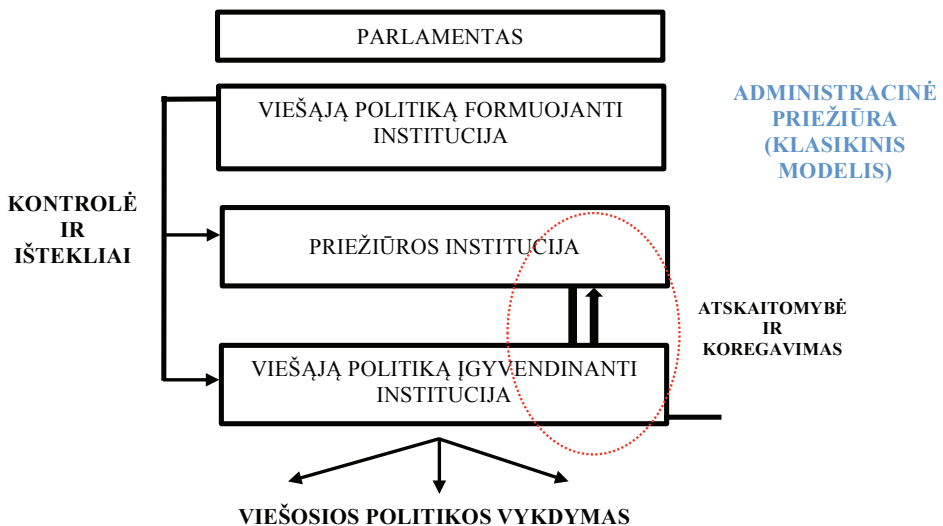 PARLAMENTAS
VIEŠĄJĄ POLITIKĄ FORMUOJANTI
INSTITUCIJA
ADMINISTRACINĖ
PRIEŽIŪRA
(KLASIKINIS
MODELIS)
KONTROLĖ
IR
IŠTEKLIAI
PRIEŽIŪROS INSTITUCIJA
ATSKAITOMYBĖ
IR
KOREGAVIMAS
VIEŠĄJĄ POLITIKĄ ĮGYVENDINANTI
INSTITUCIJA
VIEŠOSIOS POLITIKOS VYKDYMAS